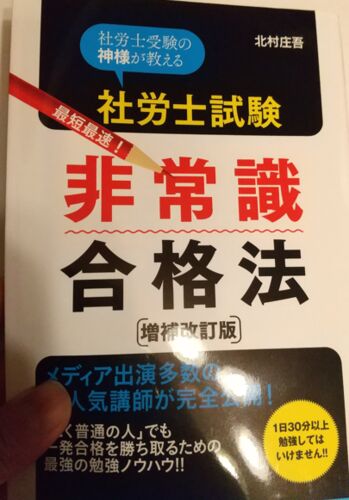 社労士受験の
神様が教える
北村庄吾
社労士試験
最短最速!
非常識
合格法
[増補改訂版]
メディア出演多数の
人気講師が完全公開!
く普通の人」でも
一発合格を勝ち取るための
最強の勉強ノウハウ!!
1日30分以上
勉強しては
いけません!!